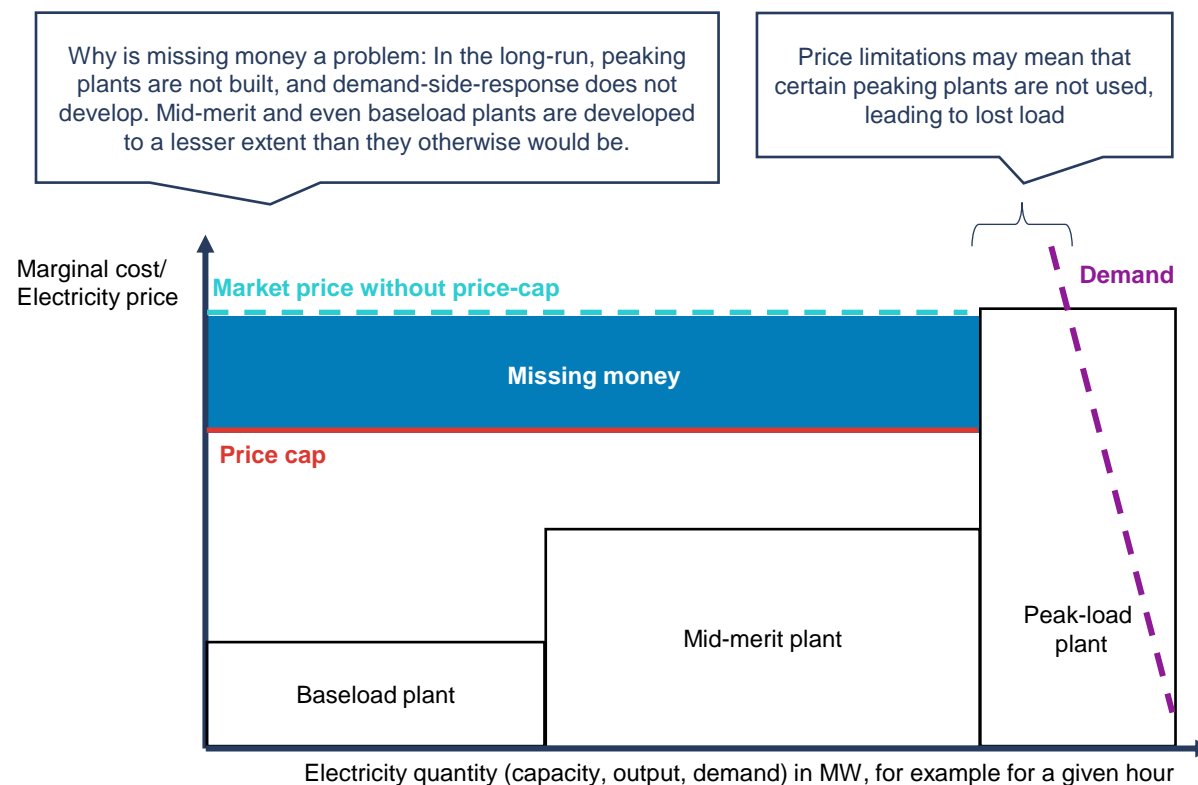 Why is missing money a problem: In the long-run, peaking
plants are not built, and demand-side-response does not
develop. Mid-merit and even baseload plants are developed
to a lesser extent than they otherwise would be.
Price limitations may mean that
certain peaking plants are not used,
leading to lost load
Marginal cost/
Electricity price
Market price without price-cap
Demand
Missing money
Price cap
Peak-load
plant
Mid-merit plant
Baseload plant
Electricity quantity (capacity, output, demand) in MW, for example for a given hour